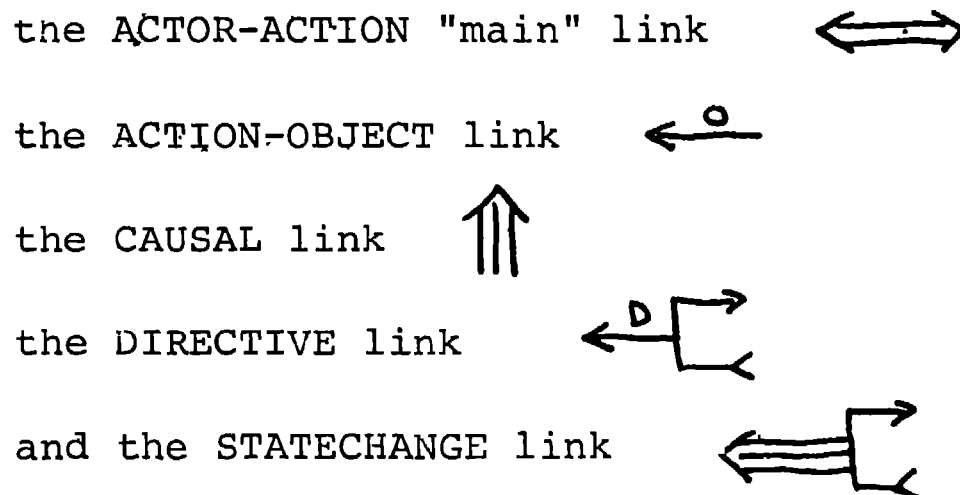 the ACTOR-ACTION "main" link
the ACTION-OBJECT link O
the CAUSAL link
the DIRECTIVE link D
and the STATECHANGE link